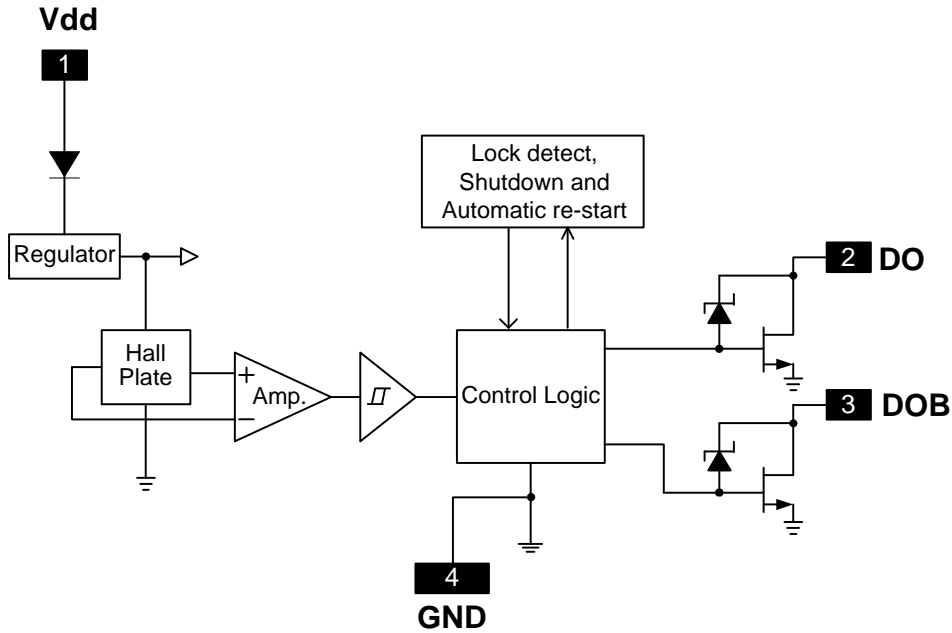 Vdd
1
Lock detect,
Shutdown and
Automatic re-start
Regulator
2 DO
Hall
Plate
+
Amp.
−
Control Logic
3 DOB
4
GND